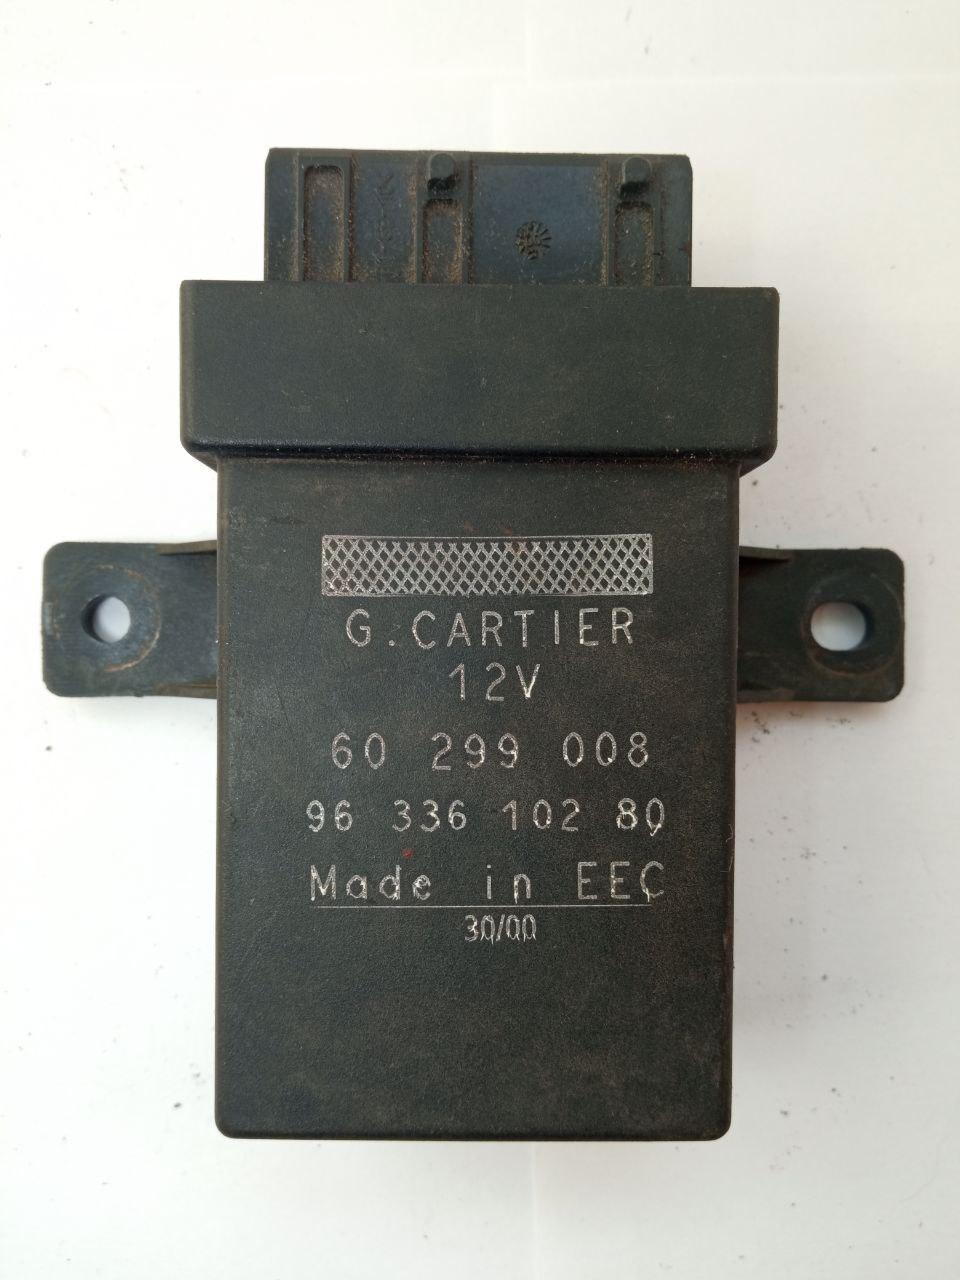 G.CARTIER
12V
60 299 008
96 336 102 80
Made in EEC
30/00